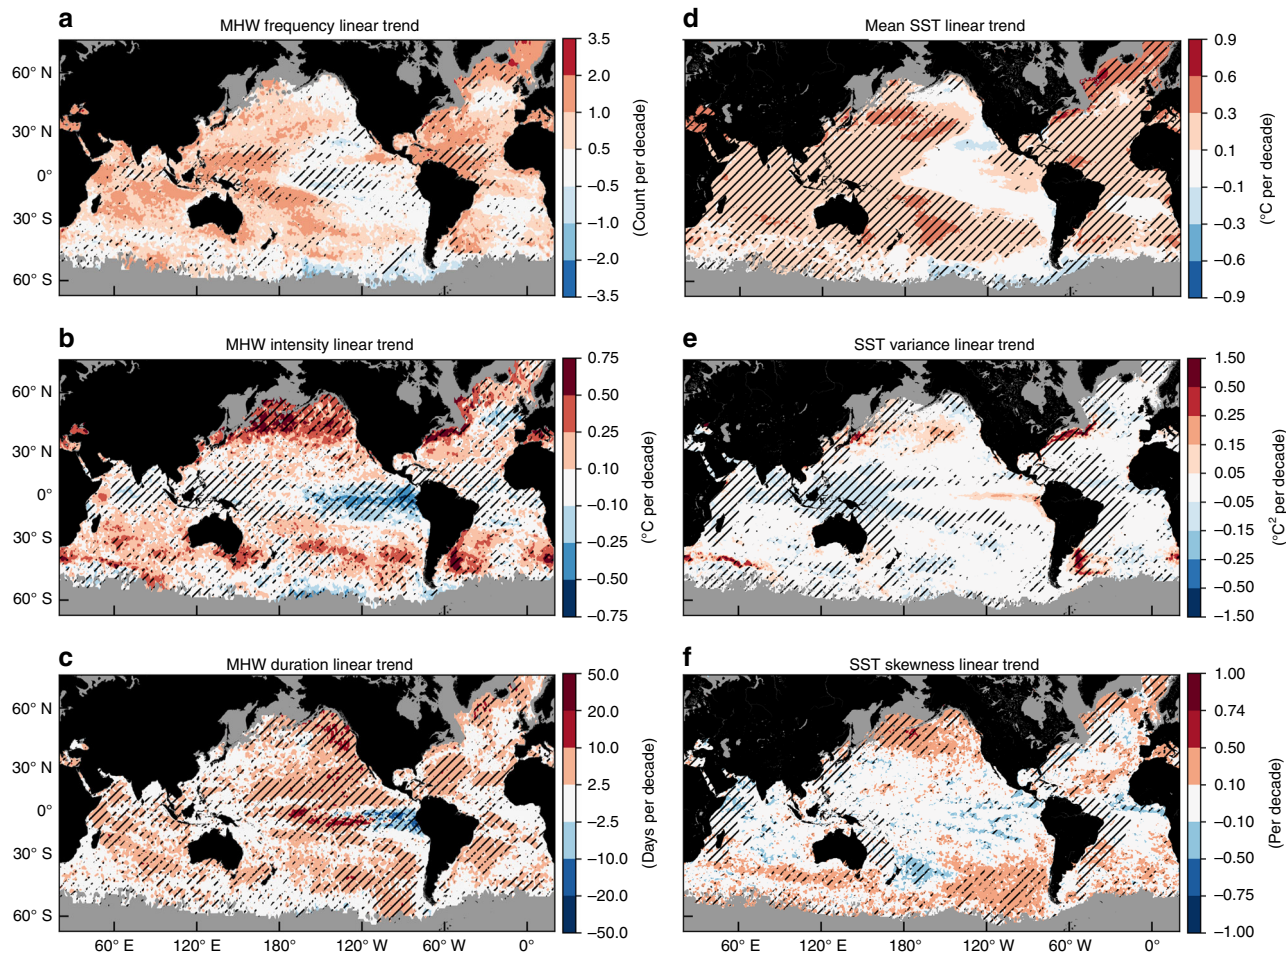 a
MHW frequency linear trend
60° N
30° N
0°
30° S
60° S
3.5
2.0
1.0
0.5
−0.5
−1.0
−2.0
−3.5
(Count per decade)
d
Mean SST linear trend
0.9
0.6
0.3
0.1
−0.1
−0.3
−0.6
−0.9
(°C per decade)
b
MHW intensity linear trend
60° N
30° N
0°
30° S
60° S
0.75
0.50
0.25
0.10
−0.10
−0.25
−0.50
−0.75
(°C per decade)
e
SST variance linear trend
1.50
0.50
0.25
0.15
0.05
−0.05
−0.15
−0.25
−0.50
−1.50
(°C² per decade)
c
MHW duration linear trend
60° N
30° N
0°
30° S
60° S
60° E
120° E
180°
120° W
60° W
0°
50.0
20.0
10.0
2.5
−2.5
−10.0
−20.0
−50.0
(Days per decade)
f
SST skewness linear trend
60° E
120° E
180°
120° W
60° W
0°
1.00
0.74
0.50
0.10
−0.10
−0.50
−0.75
−1.00
(Per decade)